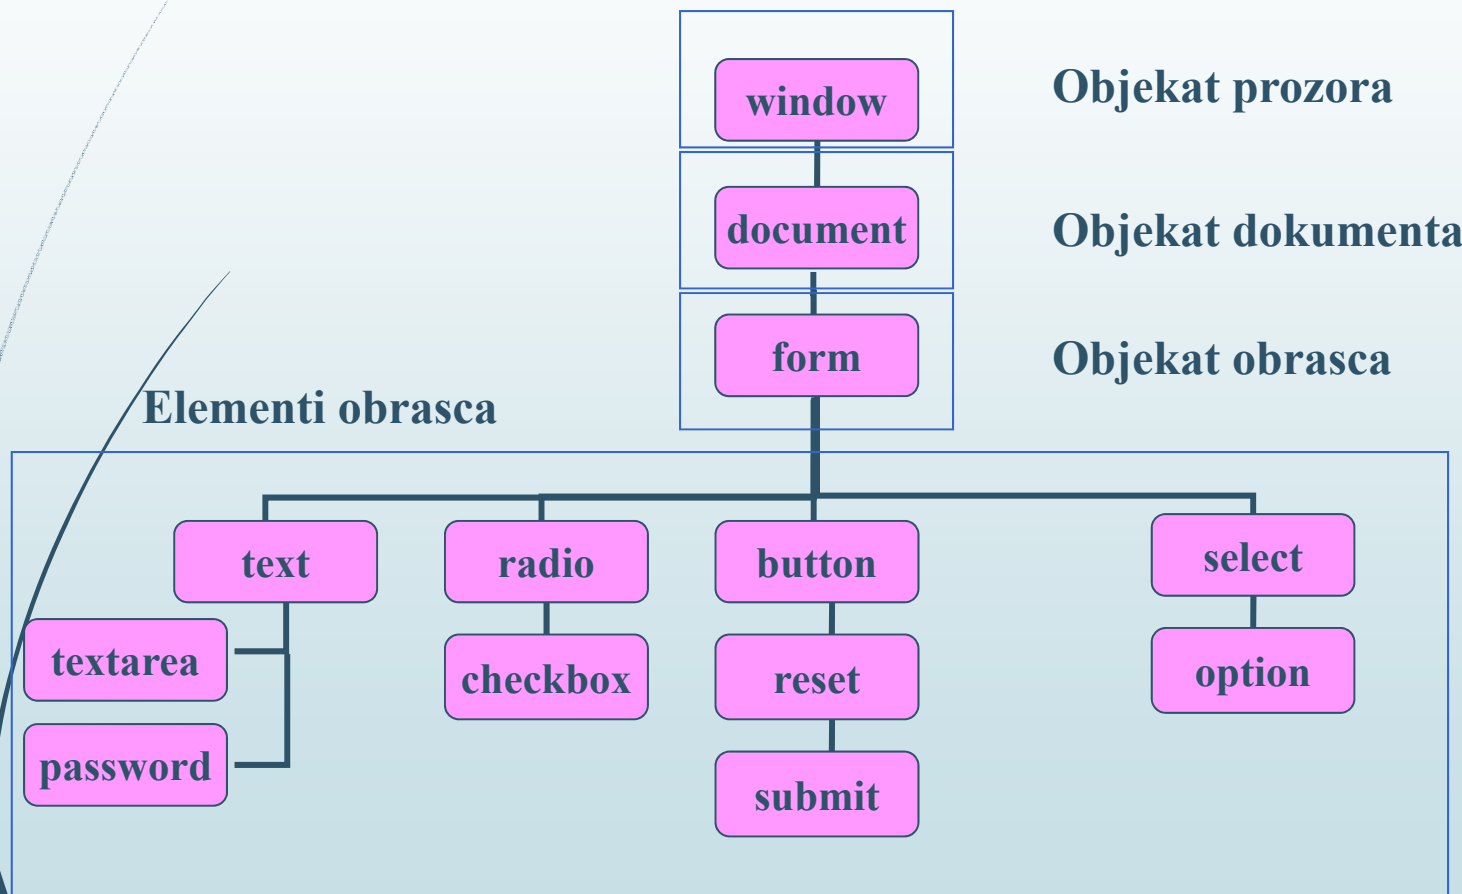 window
Objekat prozora
document
Objekat dokumenta
form
Objekat obrasca
Elementi obrasca
text
radio
button
select
textarea
checkbox
reset
option
password
submit